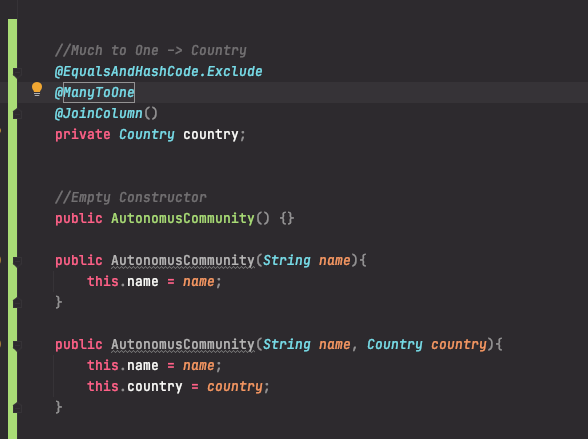 //Much to One -> Country
@EqualsAndHashCode.Exclude
@ManyToOne
@JoinColumn()
private Country country;
//Empty Constructor
public AutonomusCommunity() {}
public AutonomusCommunity(String name){
this.name = name;
}
public AutonomusCommunity(String name, Country country){
this.name = name;
this.country = country;
}